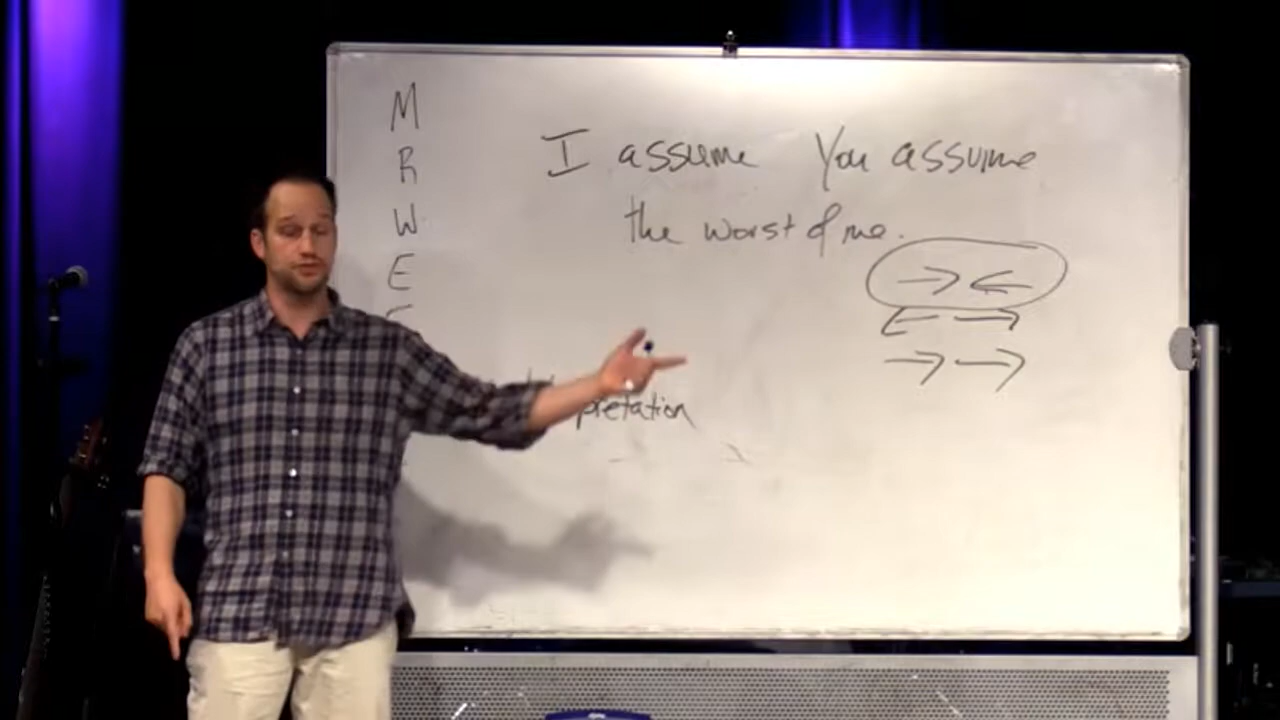 M
R
W
E
I assume You assume
the worst of me.
pretation